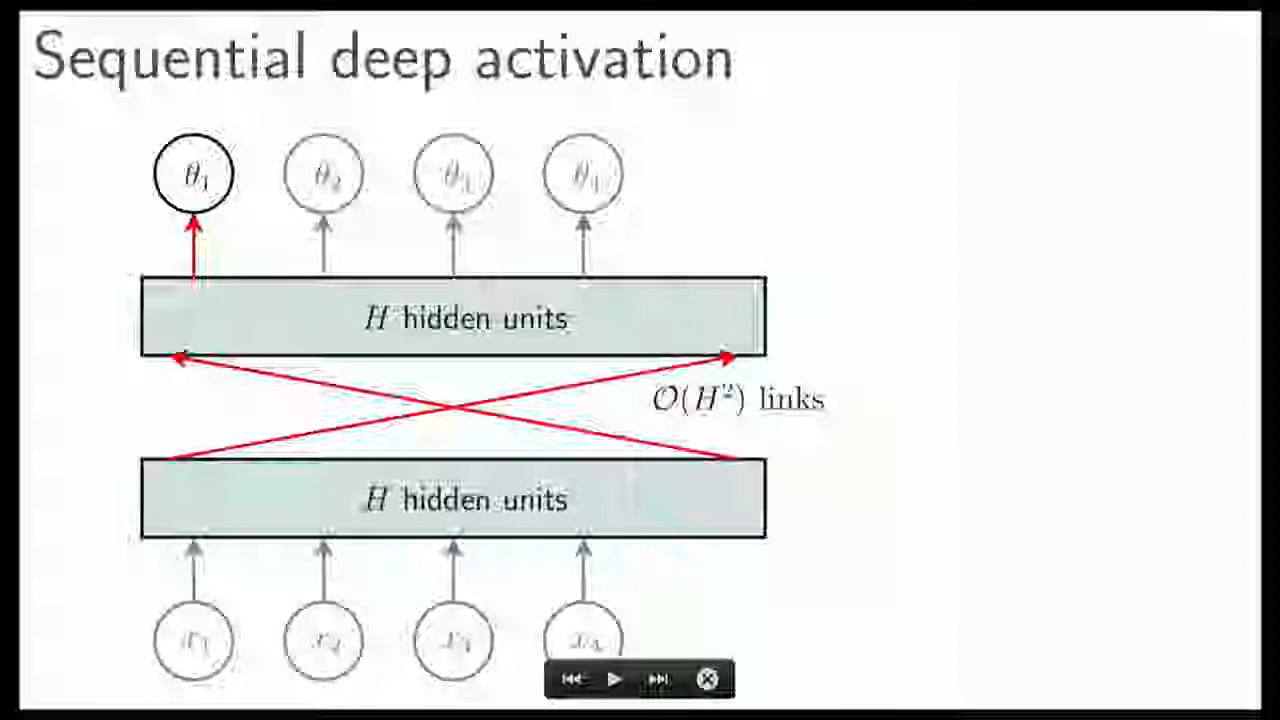 Sequential deep activation
θ₁ θ₂ θ₃ θ₄
H hidden units
O(H²) links
H hidden units
x₁ x₂ x₃ x₄